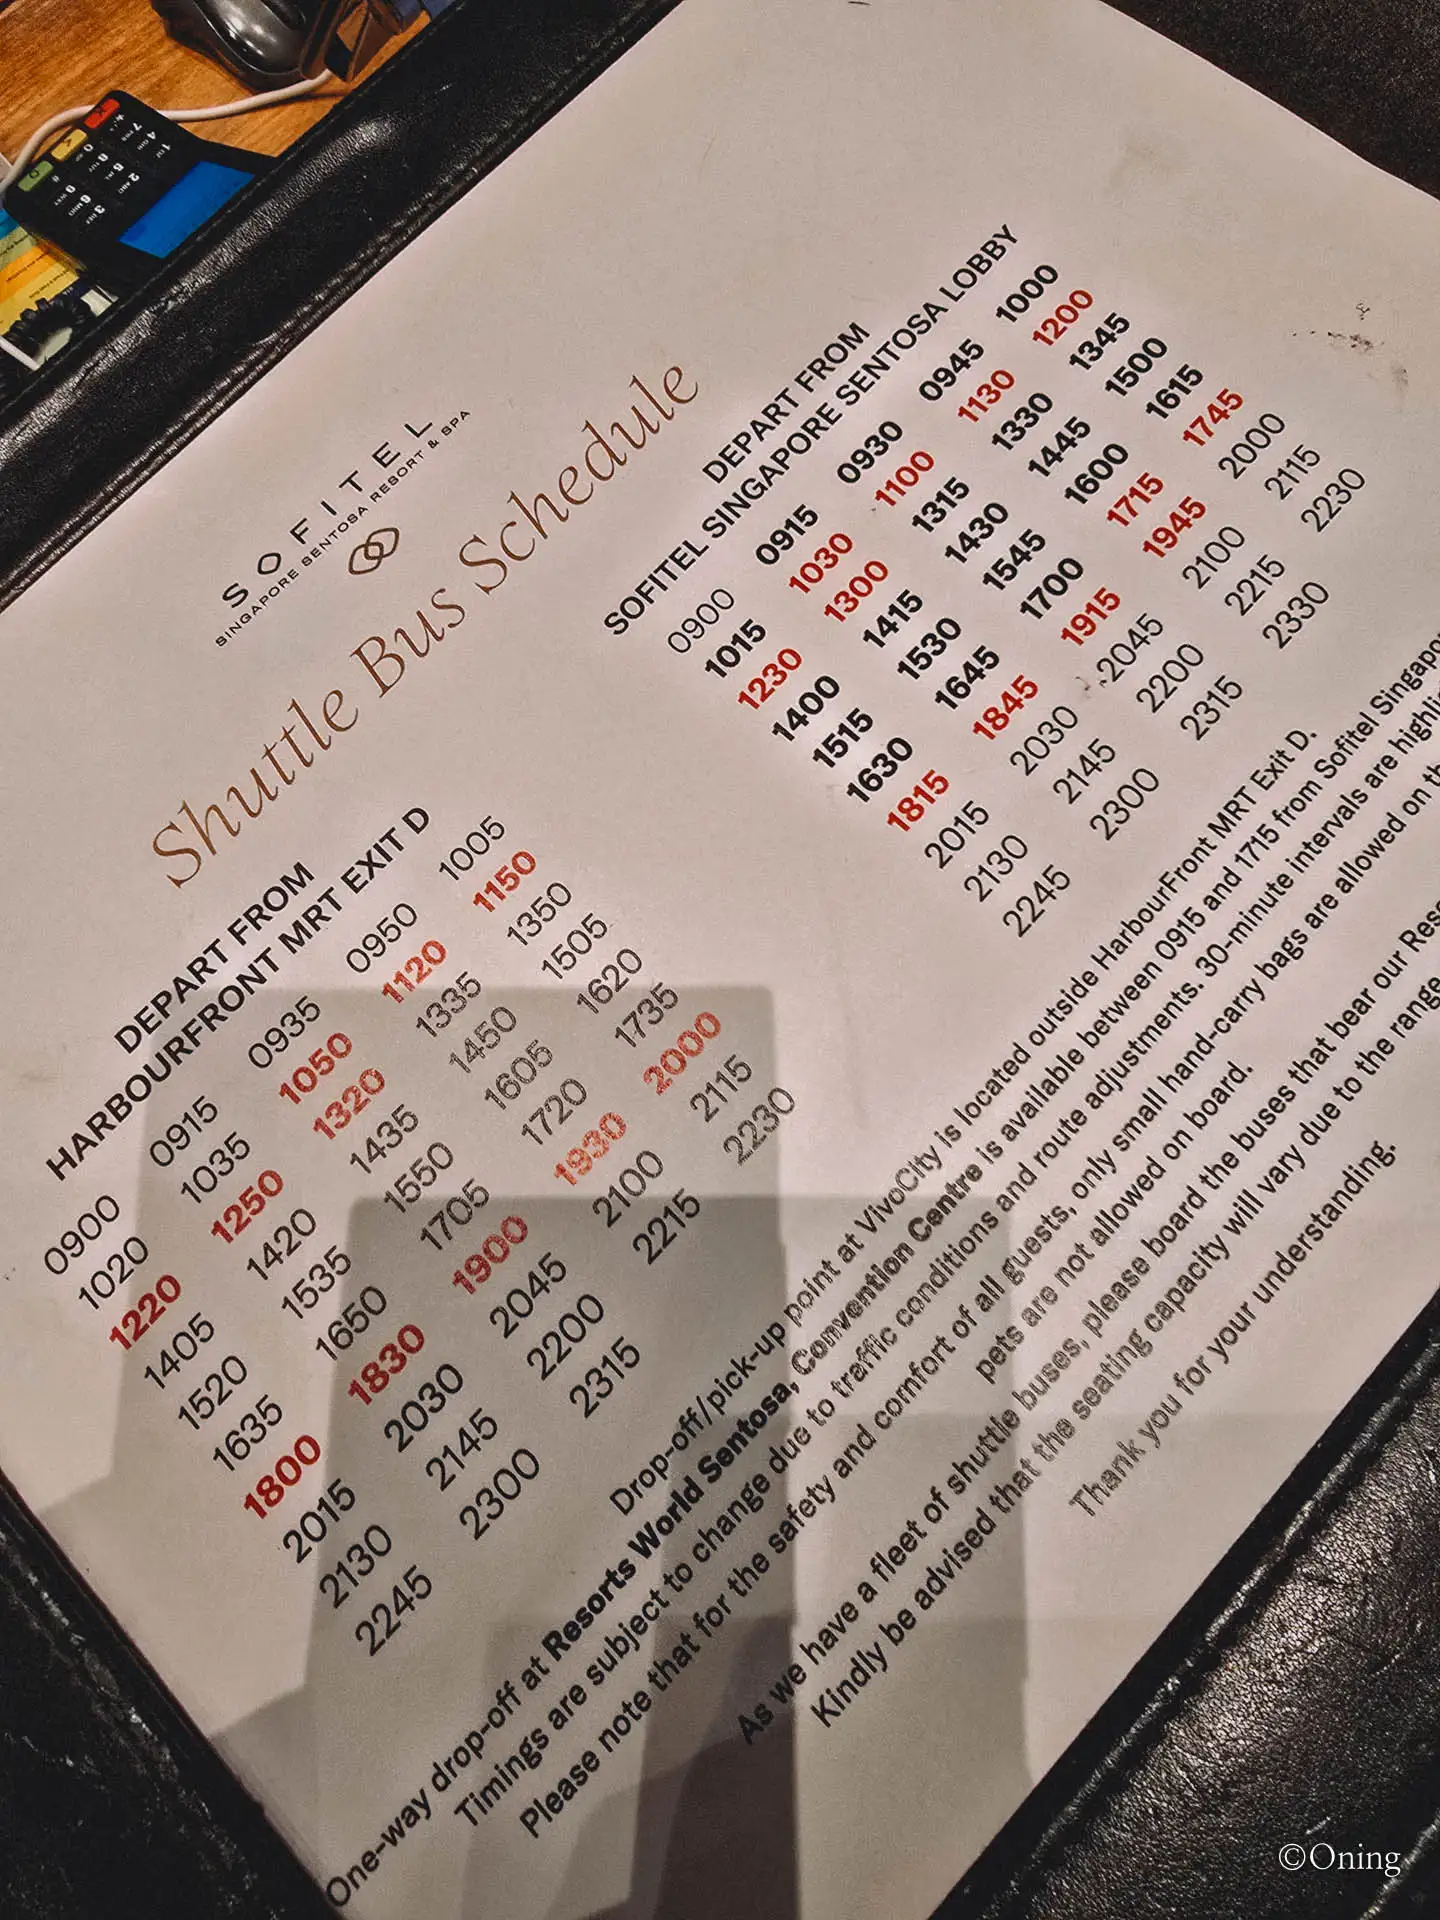 SOFITEL
SINGAPORE SENTOSA RESORT & SPA
Shuttle Bus Schedule
DEPART FROM
HARBOURFRONT MRT EXIT D
0900 0915 0935 0950 1005
1020 1035 1050 1120 1150
1220 1250 1320 1335 1350
1405 1420 1435 1450 1505
1520 1535 1550 1605 1620
1635 1650 1705 1720 1735
1800 1830 1900 1930 2000
2015 2030 2045 2100 2115
2130 2145 2200 2215 2230
2245 2300 2315
DEPART FROM
SOFITEL SINGAPORE SENTOSA LOBBY
0900 0915 0930 0945 1000
1015 1030 1100 1130 1200
1230 1300 1315 1330 1345
1400 1415 1430 1445 1500
1515 1530 1545 1600 1615
1630 1645 1700 1715 1745
1815 1845 1915 1945 2000
2015 2030 2045 2100 2115
2130 2145 2200 2215 2230
2245 2300 2315 2330
Drop-off/pick-up point at VivoCity is located outside HarbourFront MRT Exit D.
One-way drop-off at Resorts World Sentosa, Convention Centre is available between 0915 and 1715 from Sofitel
Timings are subject to change due to traffic conditions and route adjustments. 30-minute intervals are
Please note that for the safety and comfort of all guests, only small hand-carry bags are allowed on
pets are not allowed on board.
As we have a fleet of shuttle buses, please board the buses that bear our
Kindly be advised that the seating capacity will vary due to the range
Thank you for your understanding.
©Oning